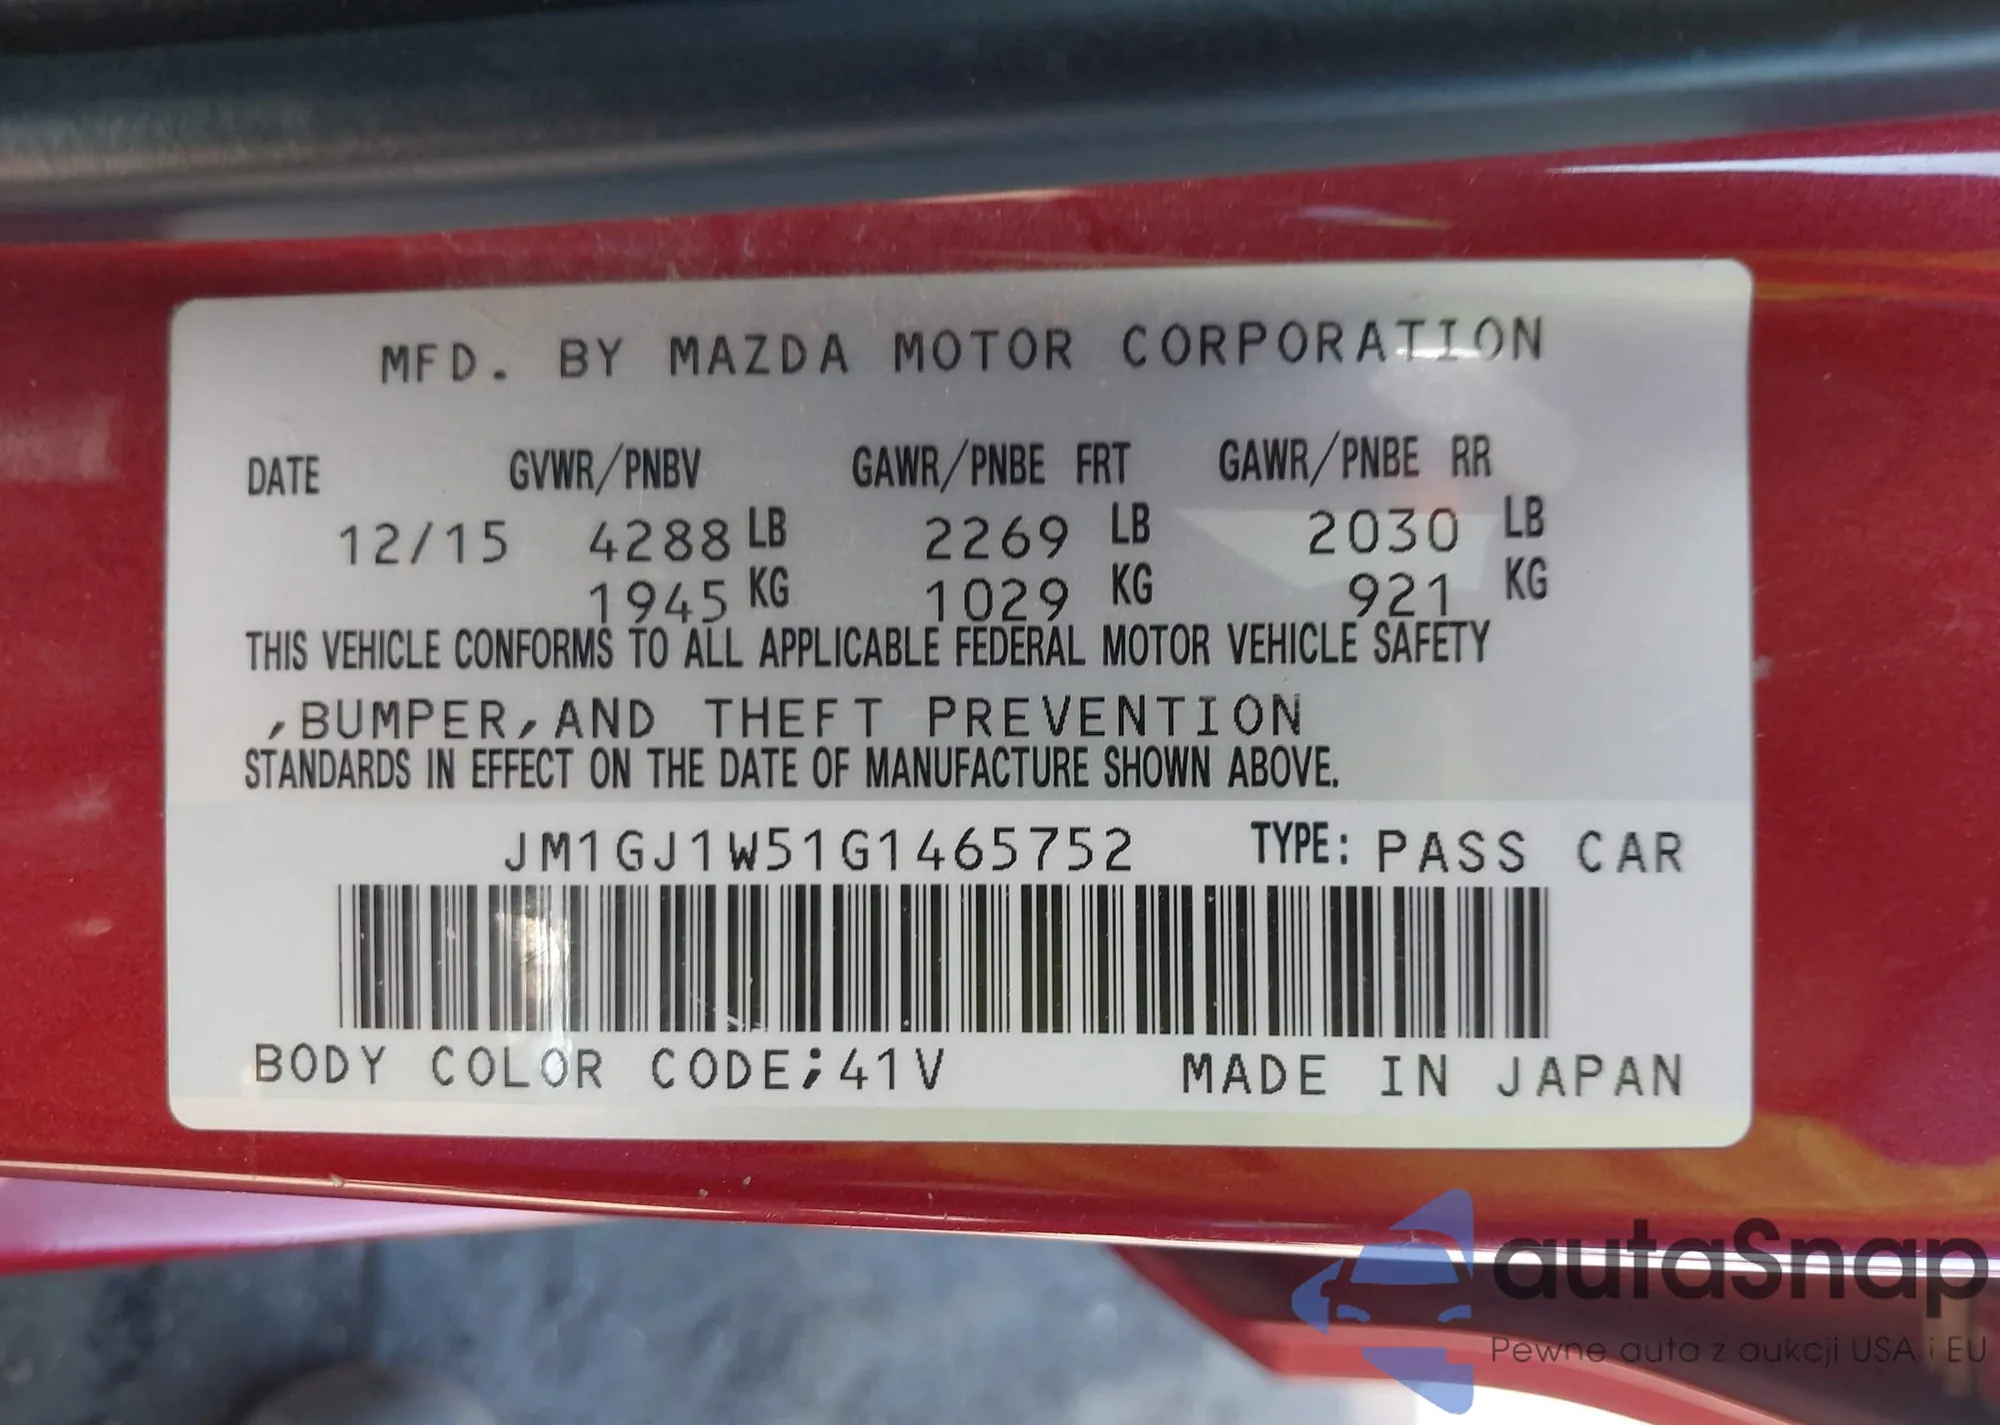 MFD. BY MAZDA MOTOR CORPORATION
DATE GVWR/PNBV GAWR/PNBE FRT GAWR/PNBE RR
12/15 4288 LB 2269 LB 2030 LB
1945 KG 1029 KG 921 KG
THIS VEHICLE CONFORMS TO ALL APPLICABLE FEDERAL MOTOR VEHICLE SAFETY
,BUMPER,AND THEFT PREVENTION
STANDARDS IN EFFECT ON THE DATE OF MANUFACTURE SHOWN ABOVE.
JM1GJ1W51G1465752 TYPE: PASS CAR
BODY COLOR CODE;41V MADE IN JAPAN
autaSnap
Pewne auta z aukcji USA i EU